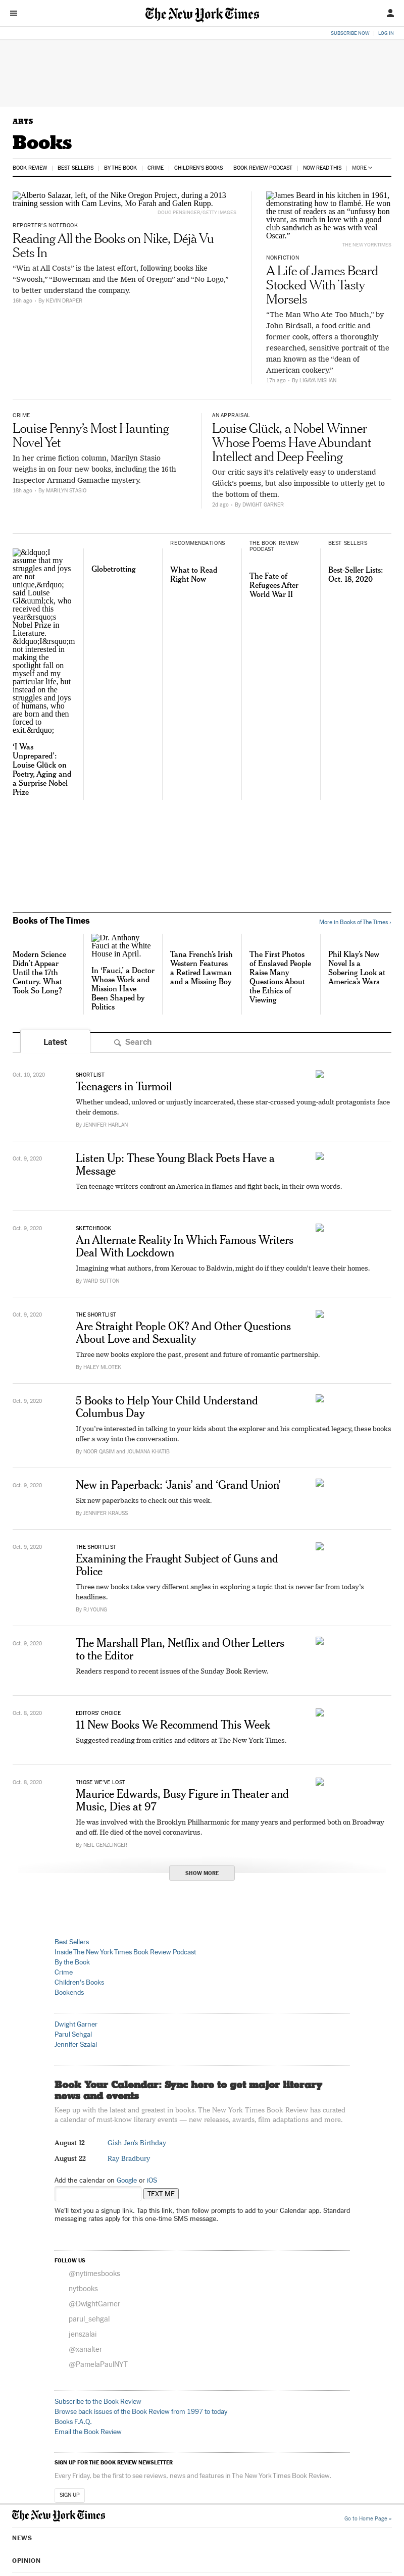 The New York Times
SUBSCRIBE NOW | LOG IN
ARTS
Books
BOOK REVIEW | BEST SELLERS | BY THE BOOK | CRIME | CHILDREN'S BOOKS | BOOK REVIEW PODCAST | NOW READ THIS | MORE
Alberto Salazar, left, of the Nike Oregon Project, during a 2013
training session with Cam Levins, Mo Farah and Galen Rupp.
DOUG PENSINGER/GETTY IMAGES
REPORTER'S NOTEBOOK
Reading All the Books on Nike, Déjà Vu
Sets In
“Win at All Costs” is the latest effort, following books like
“Swoosh,” “Bowerman and the Men of Oregon” and “No Logo,”
to better understand the company.
16h ago - By KEVIN DRAPER
James Beard in his kitchen in 1961,
demonstrating how to flambé. He won
the trust of readers as an “unfussy bon
vivant, as much in love with a good
club sandwich as he was with veal
Oscar.”
THE NEW YORK TIMES
NONFICTION
A Life of James Beard
Stocked With Tasty
Morsels
“The Man Who Ate Too Much,” by
John Birdsall, a food critic and
former cook, offers a thoroughly
researched, sensitive portrait of the
man known as the “dean of
American cookery.”
17h ago - By LIGAYA MISHAN
CRIME
Louise Penny’s Most Haunting
Novel Yet
In her crime fiction column, Marilyn Stasio
weighs in on four new books, including the 16th
Inspector Armand Gamache mystery.
18h ago - By MARILYN STASIO
AN APPRAISAL
Louise Glück, a Nobel Winner
Whose Poems Have Abundant
Intellect and Deep Feeling
Our critic says it’s relatively easy to understand
Glück’s poems, but also impossible to utterly get to
the bottom of them.
2d ago - By DWIGHT GARNER
&ldquo;I
assume that my
struggles and joys
are not
unique,&rdquo;
said Louise
Gl&uuml;ck, who
received this
year&rsquo;s
Nobel Prize in
Literature.
&ldquo;I&rsquo;m
not interested in
making the
spotlight fall on
myself and my
particular life, but
instead on the
struggles and joys
of humans, who
are born and then
forced to
exit.&rdquo;
‘I Was
Unprepared’:
Louise Glück on
Poetry, Aging and
a Surprise Nobel
Prize
Globetrotting
RECOMMENDATIONS
What to Read
Right Now
THE BOOK REVIEW
PODCAST
The Fate of
Refugees After
World War II
BEST SELLERS
Best-Seller Lists:
Oct. 18, 2020
Books of The Times
More in Books of The Times ›
Modern Science
Didn’t Appear
Until the 17th
Century. What
Took So Long?
Dr. Anthony
Fauci at the White
House in April.
In ‘Fauci,’ a Doctor
Whose Work and
Mission Have
Been Shaped by
Politics
Tana French’s Irish
Western Features
a Retired Lawman
and a Missing Boy
The First Photos
of Enslaved People
Raise Many
Questions About
the Ethics of
Viewing
Phil Klay’s New
Novel Is a
Sobering Look at
America’s Wars
Latest
Search
Oct. 10, 2020
SHORTLIST
Teenagers in Turmoil
Whether undead, unloved or unjustly incarcerated, these star-crossed young-adult protagonists face
their demons.
By JENNIFER HARLAN
Oct. 9, 2020
Listen Up: These Young Black Poets Have a
Message
Ten teenage writers confront an America in flames and fight back, in their own words.
Oct. 9, 2020
SKETCHBOOK
An Alternate Reality In Which Famous Writers
Deal With Lockdown
Imagining what authors, from Kerouac to Baldwin, might do if they couldn’t leave their homes.
By WARD SUTTON
Oct. 9, 2020
THE SHORTLIST
Are Straight People OK? And Other Questions
About Love and Sexuality
Three new books explore the past, present and future of romantic partnership.
By HALEY MLOTEK
Oct. 9, 2020
5 Books to Help Your Child Understand
Columbus Day
If you’re interested in talking to your kids about the explorer and his complicated legacy, these books
offer a way into the conversation.
By NOOR QASIM and JOUMANA KHATIB
Oct. 9, 2020
New in Paperback: ‘Janis’ and ‘Grand Union’
Six new paperbacks to check out this week.
By JENNIFER KRAUSS
Oct. 9, 2020
THE SHORTLIST
Examining the Fraught Subject of Guns and
Police
Three new books take very different angles in exploring a topic that is never far from today’s
headlines.
By RJ YOUNG
Oct. 9, 2020
The Marshall Plan, Netflix and Other Letters
to the Editor
Readers respond to recent issues of the Sunday Book Review.
Oct. 8, 2020
EDITORS’ CHOICE
11 New Books We Recommend This Week
Suggested reading from critics and editors at The New York Times.
Oct. 8, 2020
THOSE WE’VE LOST
Maurice Edwards, Busy Figure in Theater and
Music, Dies at 97
He was involved with the Brooklyn Philharmonic for many years and performed both on Broadway
and off. He died of the novel coronavirus.
By NEIL GENZLINGER
SHOW MORE
Best Sellers
Inside The New York Times Book Review Podcast
By the Book
Crime
Children's Books
Bookends
Dwight Garner
Parul Sehgal
Jennifer Szalai
Book Your Calendar: Sync here to get major literary
news and events
Keep up with the latest and greatest in books. The New York Times Book Review has curated
a calendar of must-know literary events — new releases, awards, film adaptations and more.
August 12 Gish Jen's Birthday
August 22 Ray Bradbury
Add the calendar on Google or iOS
TEXT ME
We’ll text you a signup link. Tap this link, then follow prompts to add to your Calendar app. Standard
messaging rates apply for this one-time SMS message.
FOLLOW US
@nytimesbooks
nytbooks
@DwightGarner
parul_sehgal
jenszalai
@xanalter
@PamelaPaulNYT
Subscribe to the Book Review
Browse back issues of the Book Review from 1997 to today
Books F.A.Q.
Email the Book Review
SIGN UP FOR THE BOOK REVIEW NEWSLETTER
Every Friday, be the first to see reviews, news and features in The New York Times Book Review.
SIGN UP
The New York Times
Go to Home Page »
NEWS
OPINION